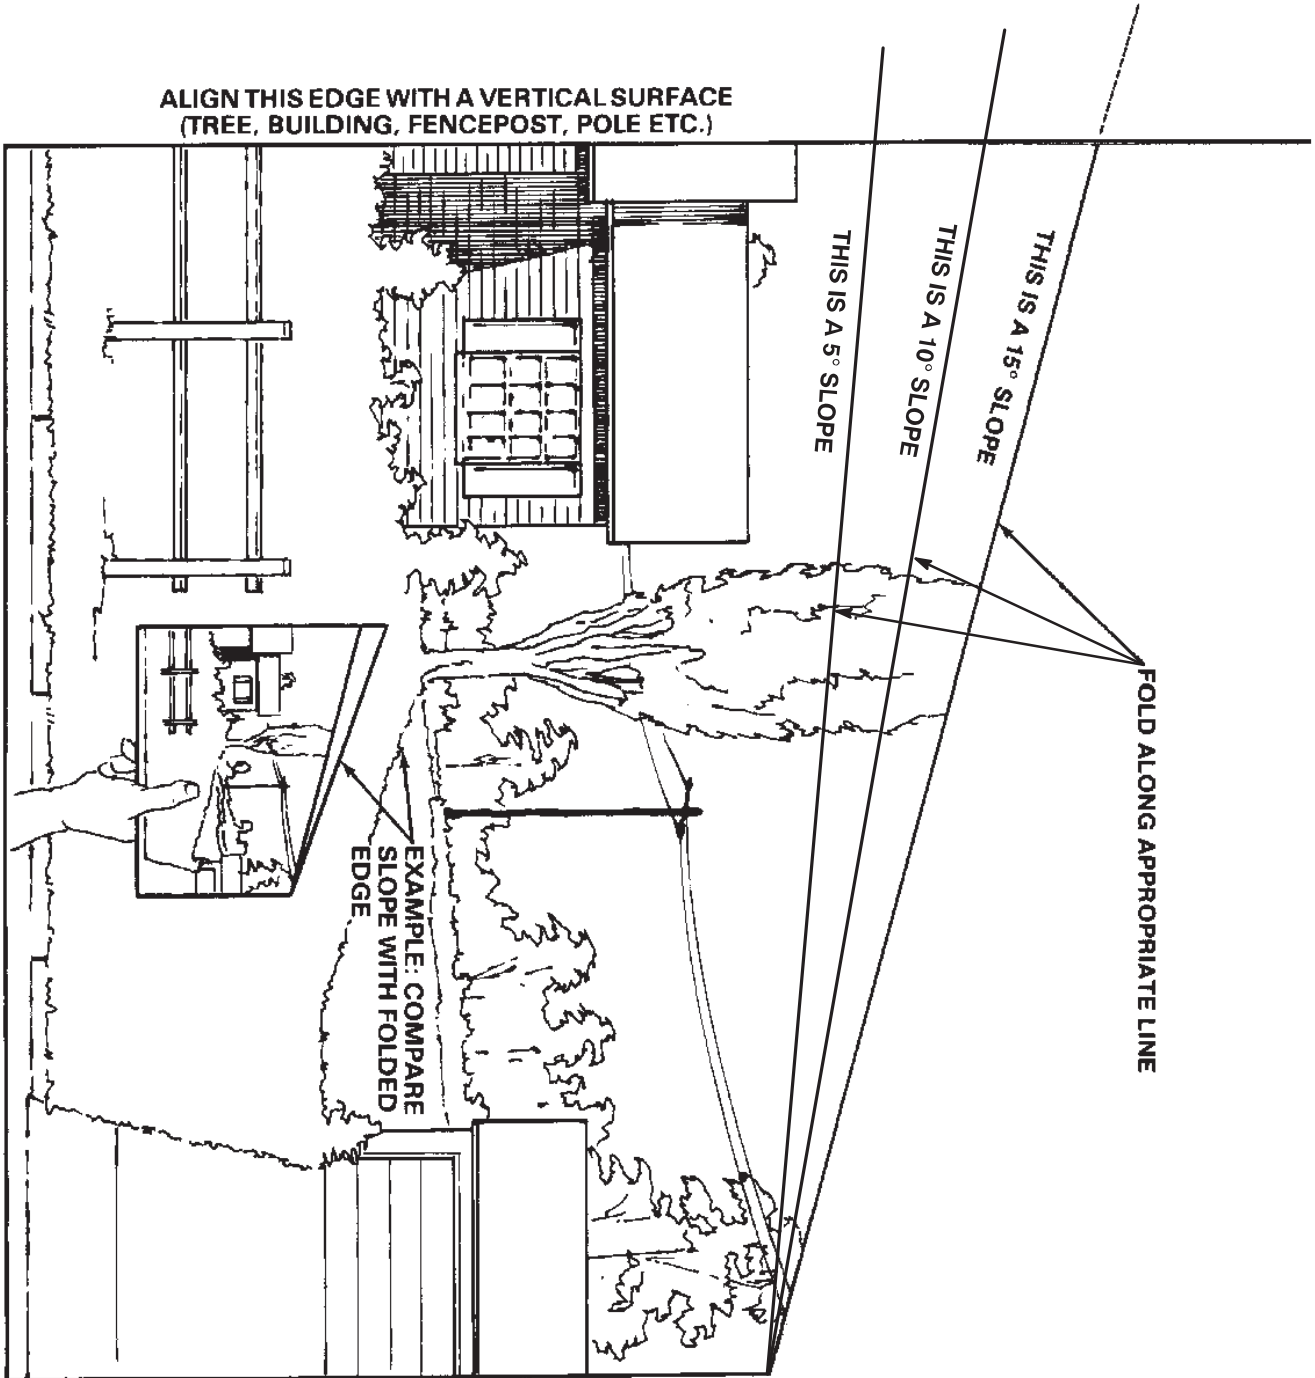 ALIGN THIS EDGE WITH A VERTICAL SURFACE
(TREE, BUILDING, FENCEPOST, POLE ETC.)
FOLD ALONG APPROPRIATE LINE
THIS IS A 15° SLOPE
THIS IS A 10° SLOPE
THIS IS A 5° SLOPE
EXAMPLE: COMPARE
SLOPE WITH FOLDED
EDGE